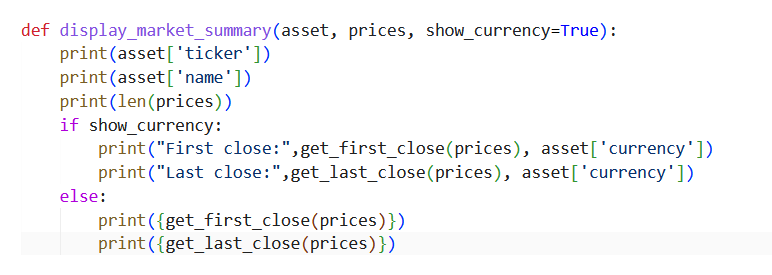 def display_market_summary(asset, prices, show_currency=True):
    print(asset['ticker'])
    print(asset['name'])
    print(len(prices))
    if show_currency:
        print("First close:",get_first_close(prices), asset['currency'])
        print("Last close:",get_last_close(prices), asset['currency'])
    else:
        print({get_first_close(prices)})
        print({get_last_close(prices)})